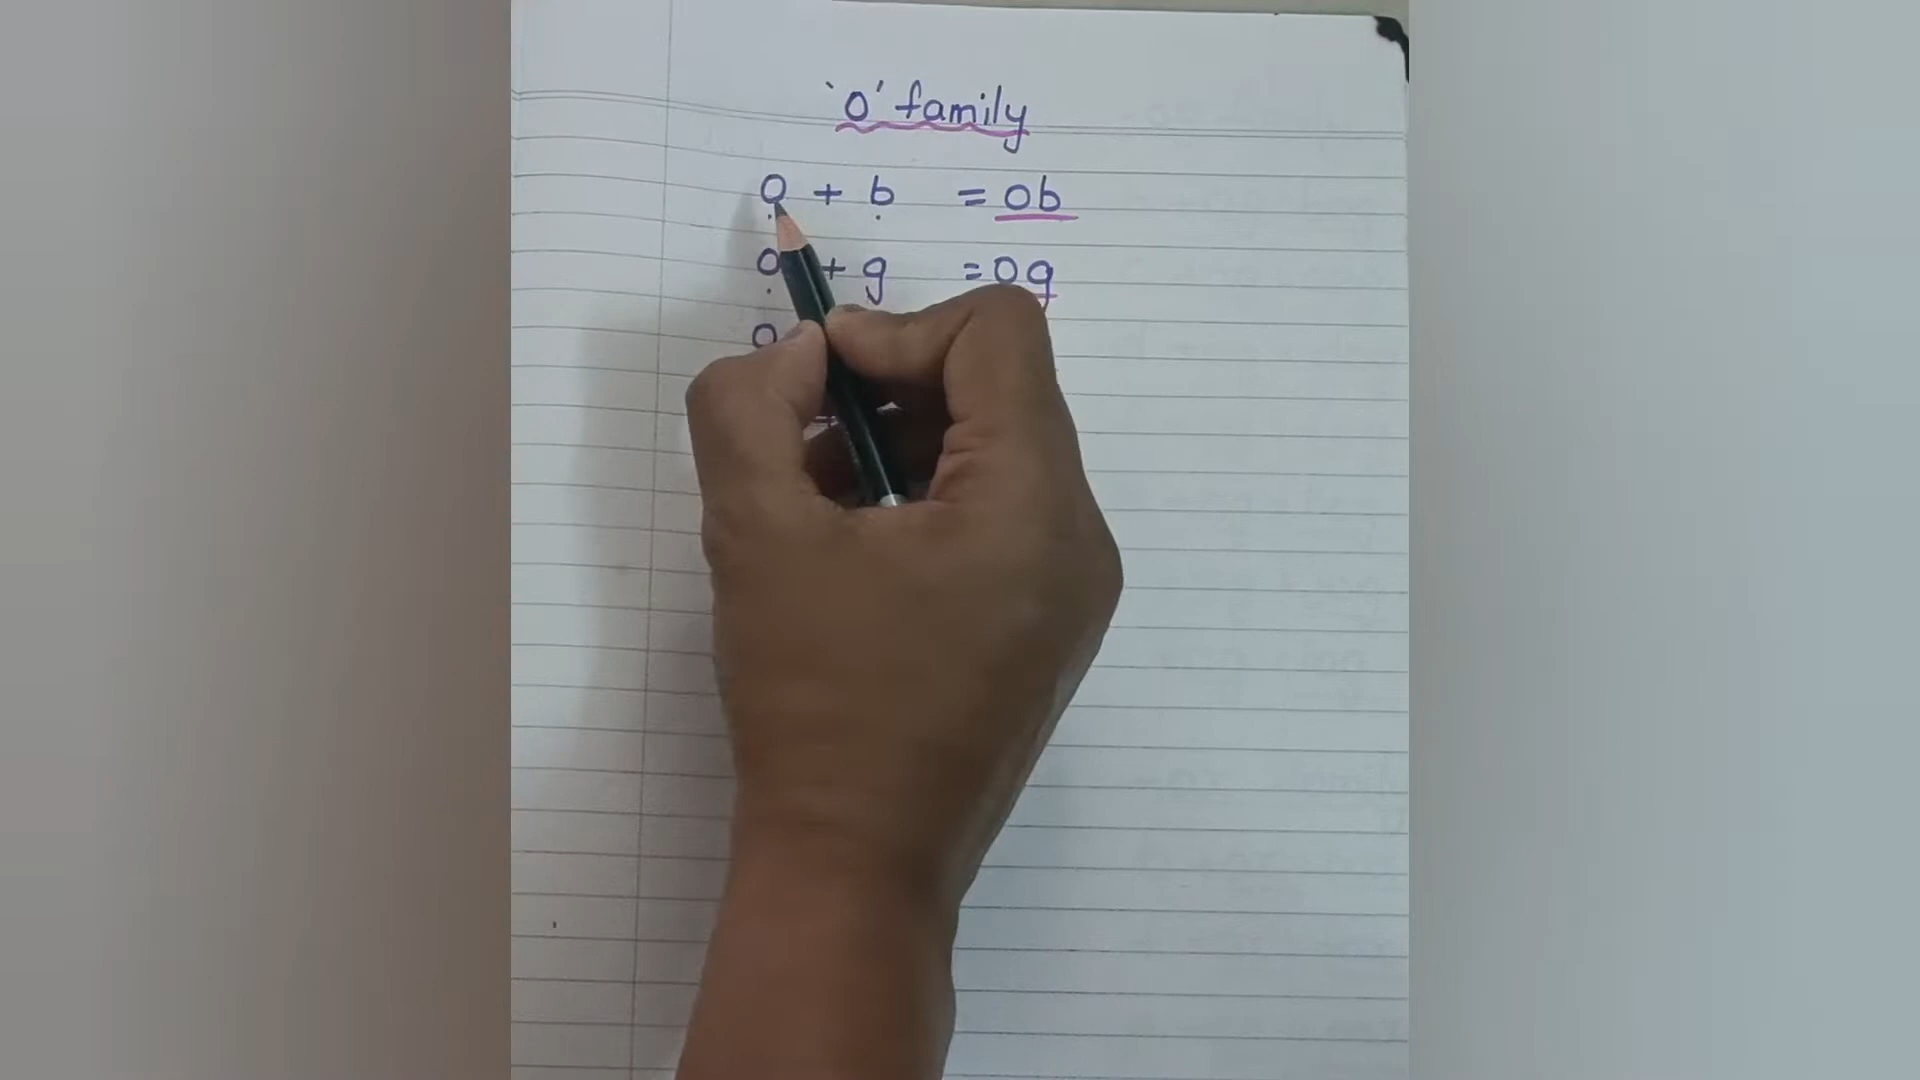 'o' family
o + b = ob
o + g = og
o